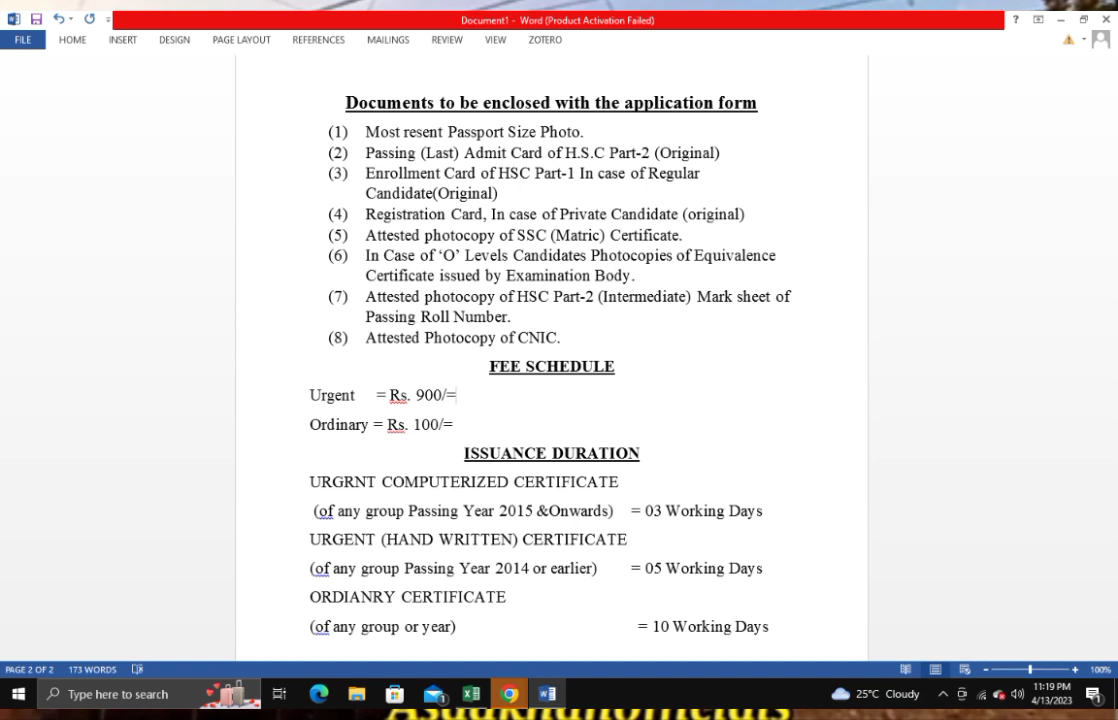 Document1 - Word (Product Activation Failed)
FILE HOME INSERT DESIGN PAGE LAYOUT REFERENCES MAILINGS REVIEW VIEW ZOTERO
Documents to be enclosed with the application form
(1) Most resent Passport Size Photo.
(2) Passing (Last) Admit Card of H.S.C Part-2 (Original)
(3) Enrollment Card of HSC Part-1 In case of Regular
Candidate(Original)
(4) Registration Card, In case of Private Candidate (original)
(5) Attested photocopy of SSC (Matric) Certificate.
(6) In Case of ‘O’ Levels Candidates Photocopies of Equivalence
Certificate issued by Examination Body.
(7) Attested photocopy of HSC Part-2 (Intermediate) Mark sheet of
Passing Roll Number.
(8) Attested Photocopy of CNIC.
FEE SCHEDULE
Urgent = Rs. 900/=
Ordinary = Rs. 100/=
ISSUANCE DURATION
URGRNT COMPUTERIZED CERTIFICATE
(of any group Passing Year 2015 &Onwards) = 03 Working Days
URGENT (HAND WRITTEN) CERTIFICATE
(of any group Passing Year 2014 or earlier) = 05 Working Days
ORDIANRY CERTIFICATE
(of any group or year) = 10 Working Days
PAGE 2 OF 2 173 WORDS 100%
Type here to search 25°C Cloudy 11:19 PM
4/13/2023